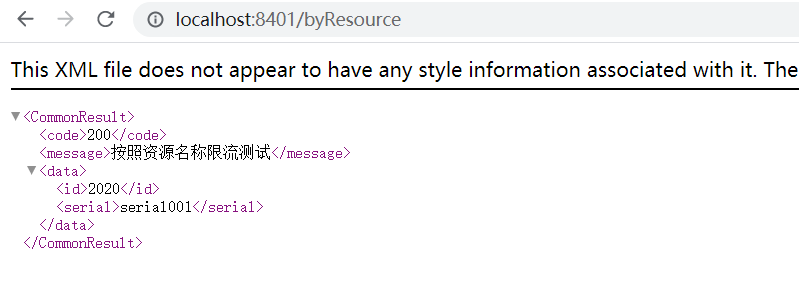 localhost:8401/byResource
This XML file does not appear to have any style information associated with it. The
<CommonResult>
<code>200</code>
<message>按照资源名称限流测试</message>
<data>
<id>2020</id>
<serial>serial001</serial>
</data>
</CommonResult>